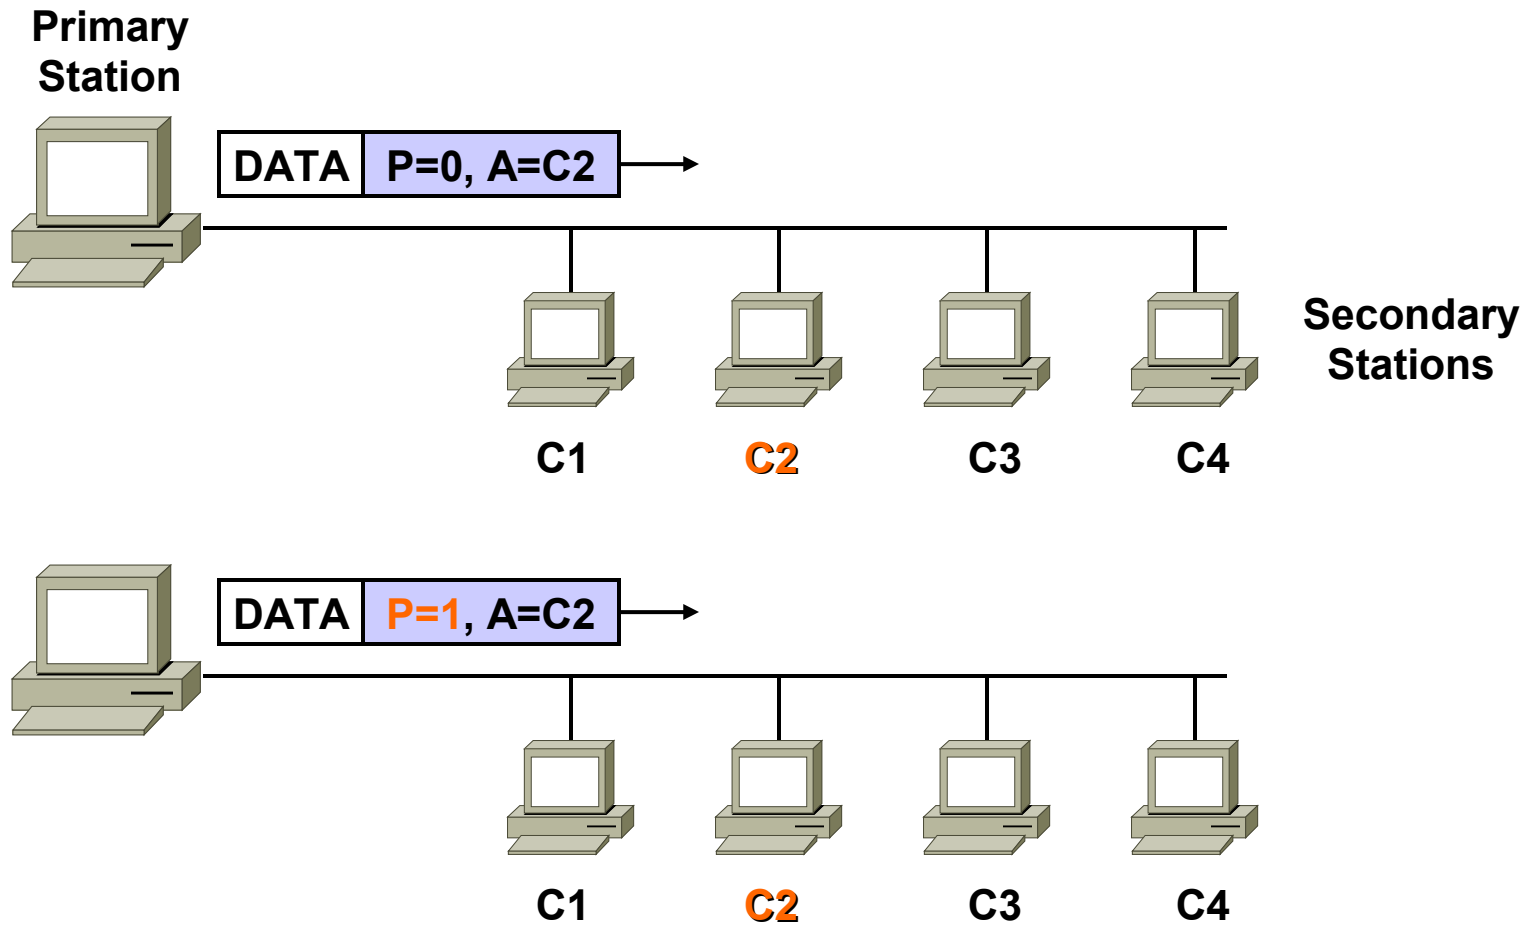 Primary
Station
DATA P=0, A=C2
Secondary
Stations
C1 C2 C3 C4
DATA P=1, A=C2
C1 C2 C3 C4